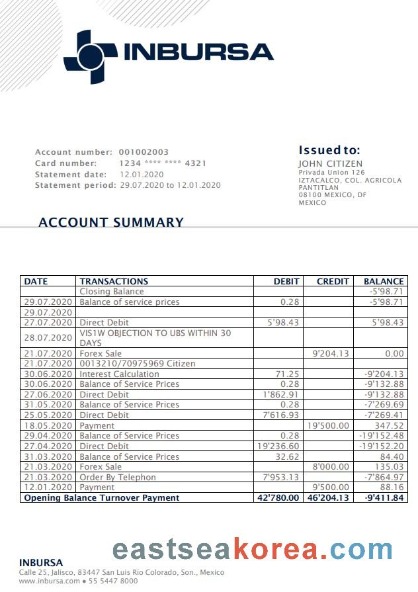 INBURSA
Account number: 001002003
Card number: 1234 **** **** 4321
Statement date: 12.01.2020
Statement period: 29.07.2020 to 12.01.2020
Issued to:
JOHN CITIZEN
Privada Union 126
IZTACALCO, COL. AGRICOLA
PANTITLAN
08100 MEXICO, DF
MEXICO
ACCOUNT SUMMARY
DATE TRANSACTIONS DEBIT CREDIT BALANCE
Closing Balance -5'98.71
29.07.2020 Balance of service prices 0.28 -5'98.71
29.07.2020
27.07.2020 Direct Debit 5'98.43 5'98.43
28.07.2020 VIS1W OBJECTION TO UBS WITHIN 30
DAYS
21.07.2020 Forex Sale 9'204.13 0.00
21.07.2020 0013210/70975969 Citizen
30.06.2020 Interest Calculation 71.25 -9'204.13
30.06.2020 Balance of Service Prices 0.28 -9'132.88
27.06.2020 Direct Debit 1'862.91 -9'132.88
31.05.2020 Balance of Service Prices 0.28 -7'269.69
25.05.2020 Direct Debit 7'616.93 -7'269.41
18.05.2020 Payment 19'500.00 347.52
29.04.2020 Balance of Service Prices 0.28 -19'152.48
27.04.2020 Direct Debit 19'236.60 -19'152.20
31.03.2020 Balance of Service Prices 32.62 84.40
21.03.2020 Forex Sale 8'000.00 135.03
21.03.2020 Order By Telephon 7'953.13 -7'864.97
12.01.2020 Payment 9'500.00 88.16
Opening Balance Turnover Payment 42'780.00 46'204.13 -9'411.84
eastseakorea.com
INBURSA
Calle 25, Jalisco, 83447 San Luis Rio Colorado, Son., Mexico
www.inbursa.com ● 55 5447 8000